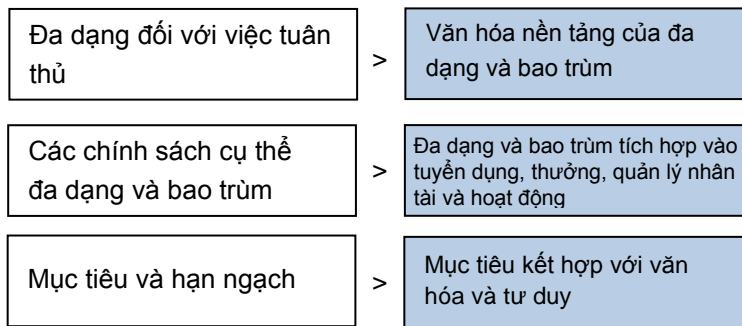 Đa dạng đối với việc tuân
thủ
>
Văn hóa nền tảng của đa
dạng và bao trùm
Các chính sách cụ thể
đa dạng và bao trùm
>
Đa dạng và bao trùm tích hợp vào
tuyển dụng, thưởng, quản lý nhân
tài và hoạt động
Mục tiêu và hạn ngạch
>
Mục tiêu kết hợp với văn
hóa và tư duy